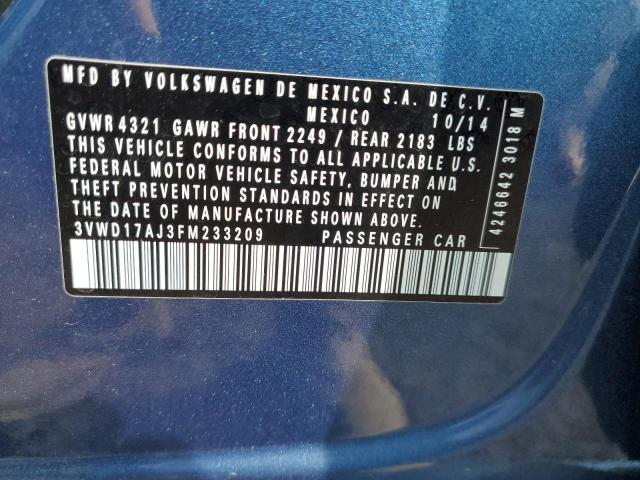 MFD BY VOLKSWAGEN DE MEXICO S.A. DE C.V.
MEXICO 10/14
GVWR 4321 GAWR FRONT 2249 / REAR 2183 LBS
THIS VEHICLE CONFORMS TO ALL APPLICABLE U.S.
FEDERAL MOTOR VEHICLE SAFETY, BUMPER AND
THEFT PREVENTION STANDARDS IN EFFECT ON
THE DATE OF MANUFACTURE SHOWN ABOVE.
3VWD17AJ3FM233209 PASSENGER CAR
4246642 3018 M